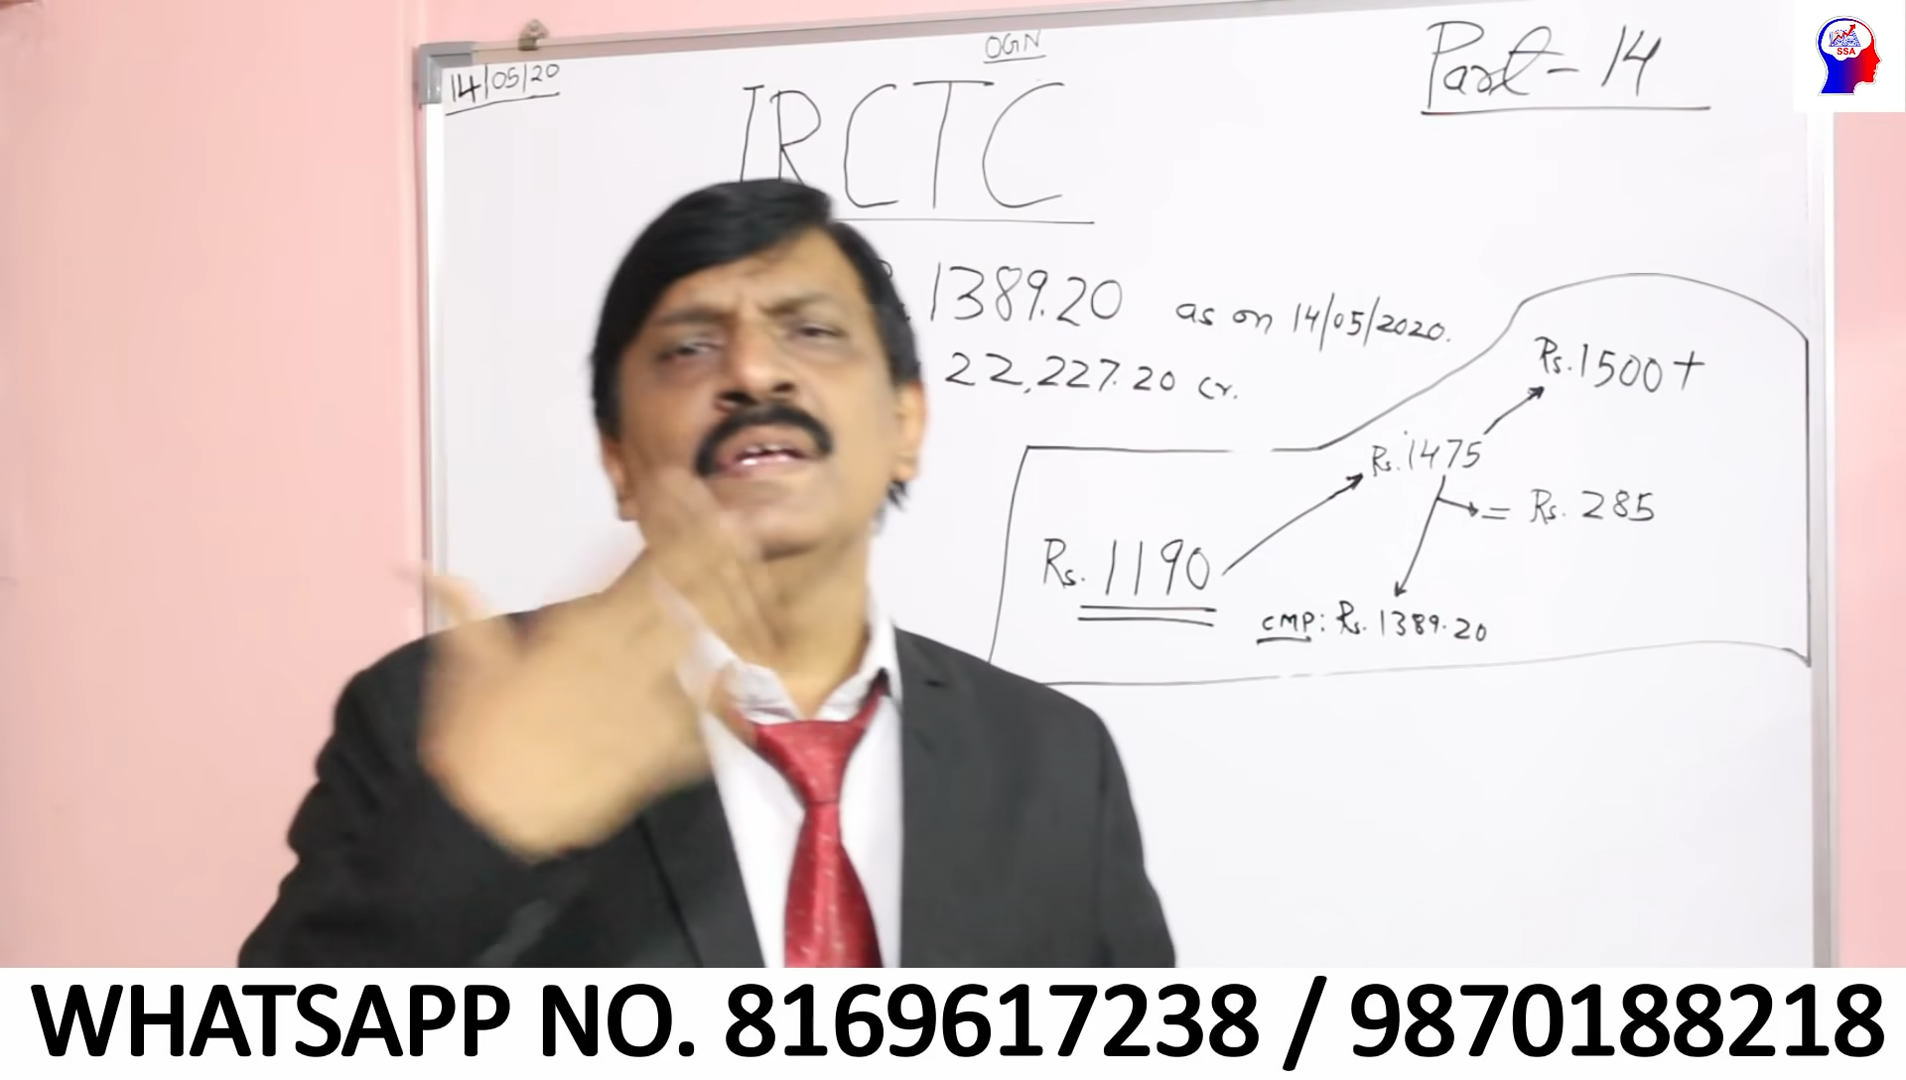 OGN
14/05/20
Part - 14
SSA
IRCTC
1389.20 as on 14/05/2020.
22,227.20 cr.
Rs. 1500+
Rs. 1475
= Rs. 285
Rs. 1190
CMP: Rs. 1389.20
WHATSAPP NO. 8169617238 / 9870188218